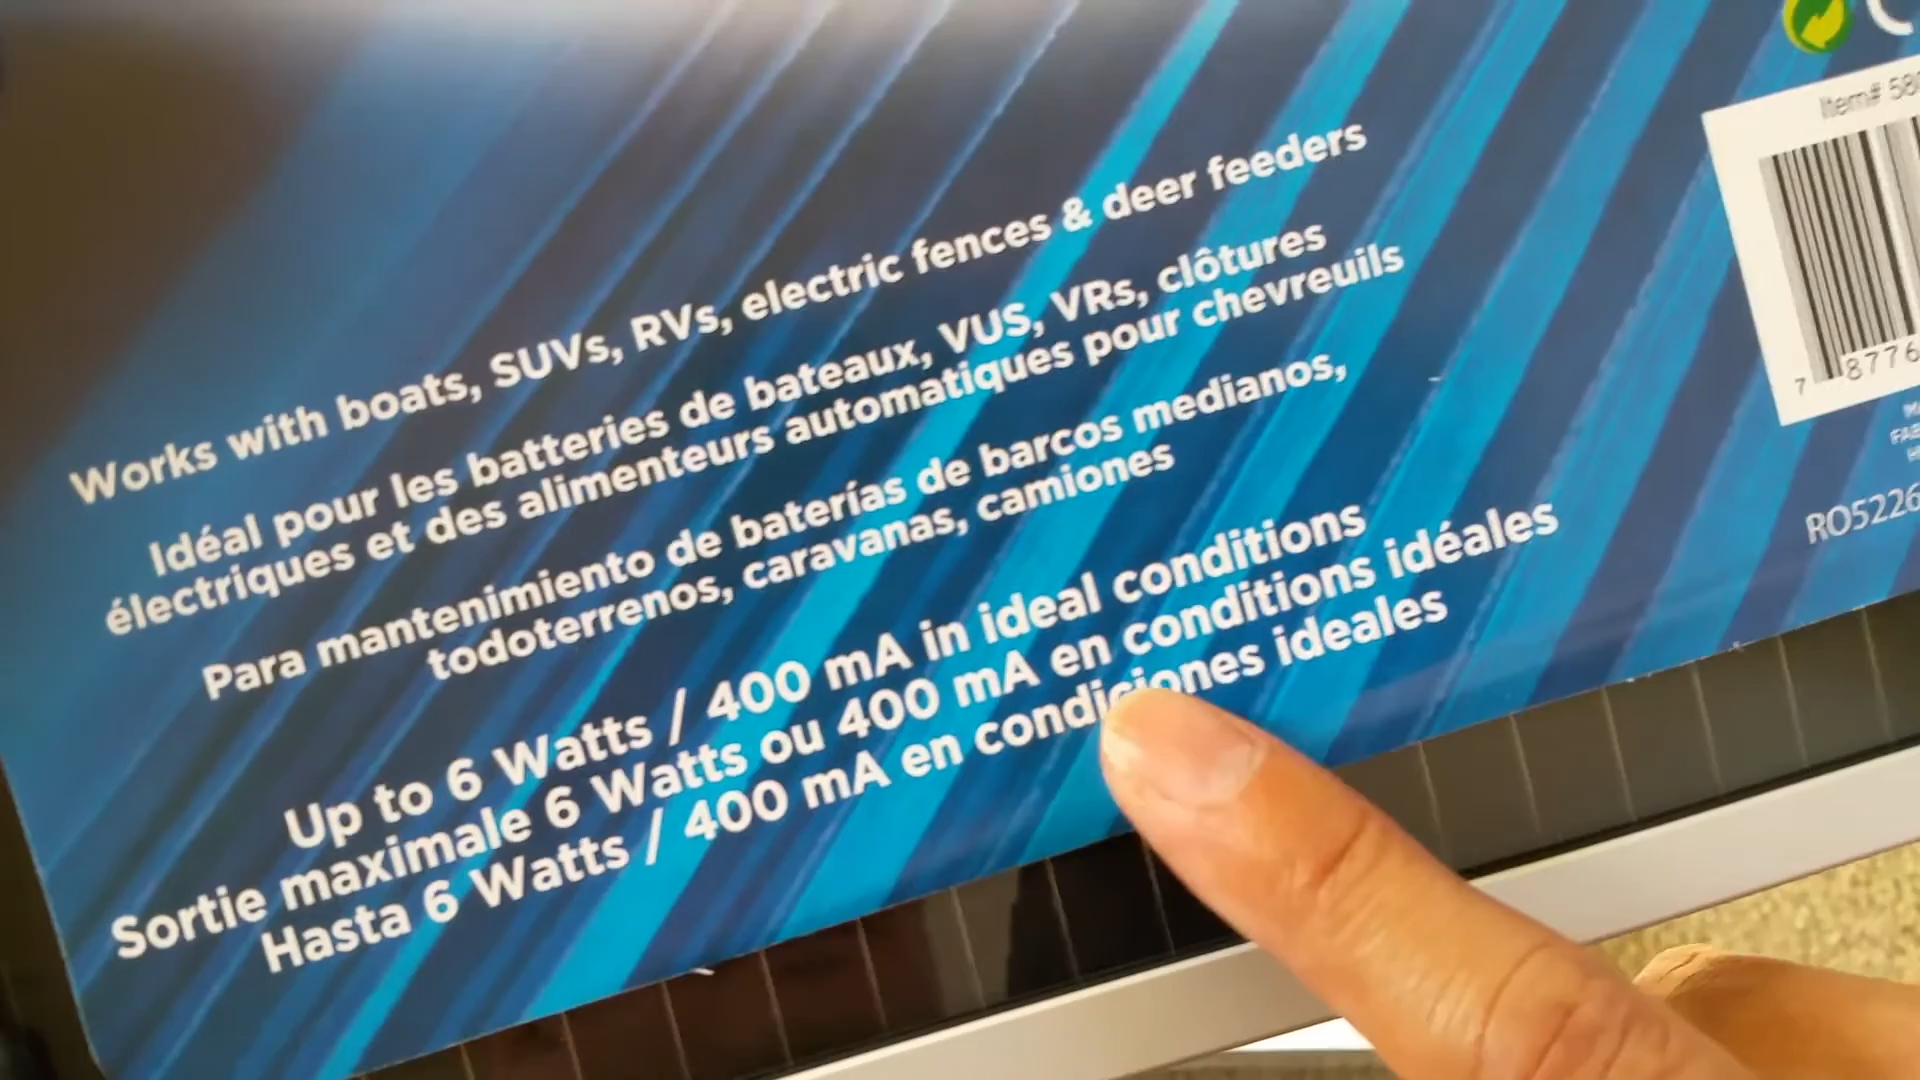 Works with boats, SUVs, RVs, electric fences & deer feeders
Idéal pour les batteries de bateaux, VUS, VRs, clôtures
électriques et des alimenteurs automatiques pour chevreuils
Para mantenimiento de baterías de barcos medianos,
todoterrenos, caravanas, camiones
Up to 6 Watts / 400 mA in ideal conditions
Sortie maximale 6 Watts ou 400 mA en conditions idéales
Hasta 6 Watts / 400 mA en condiciones ideales
Item# 580
7 8776
RO5226